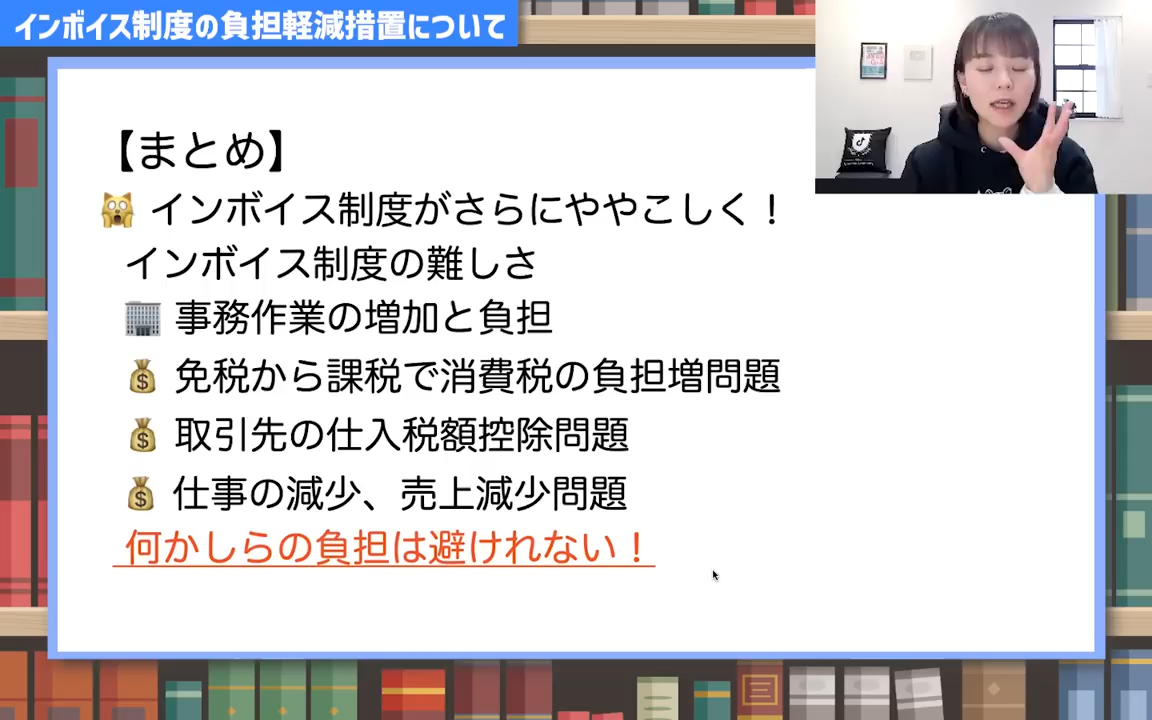 インボイス制度の負担軽減措置について
【まとめ】
🙀 インボイス制度がさらにややこしく！
インボイス制度の難しさ
🏢 事務作業の増加と負担
💰 免税から課税で消費税の負担増問題
💰 取引先の仕入税額控除問題
💰 仕事の減少、売上減少問題
何かしらの負担は避けれない！